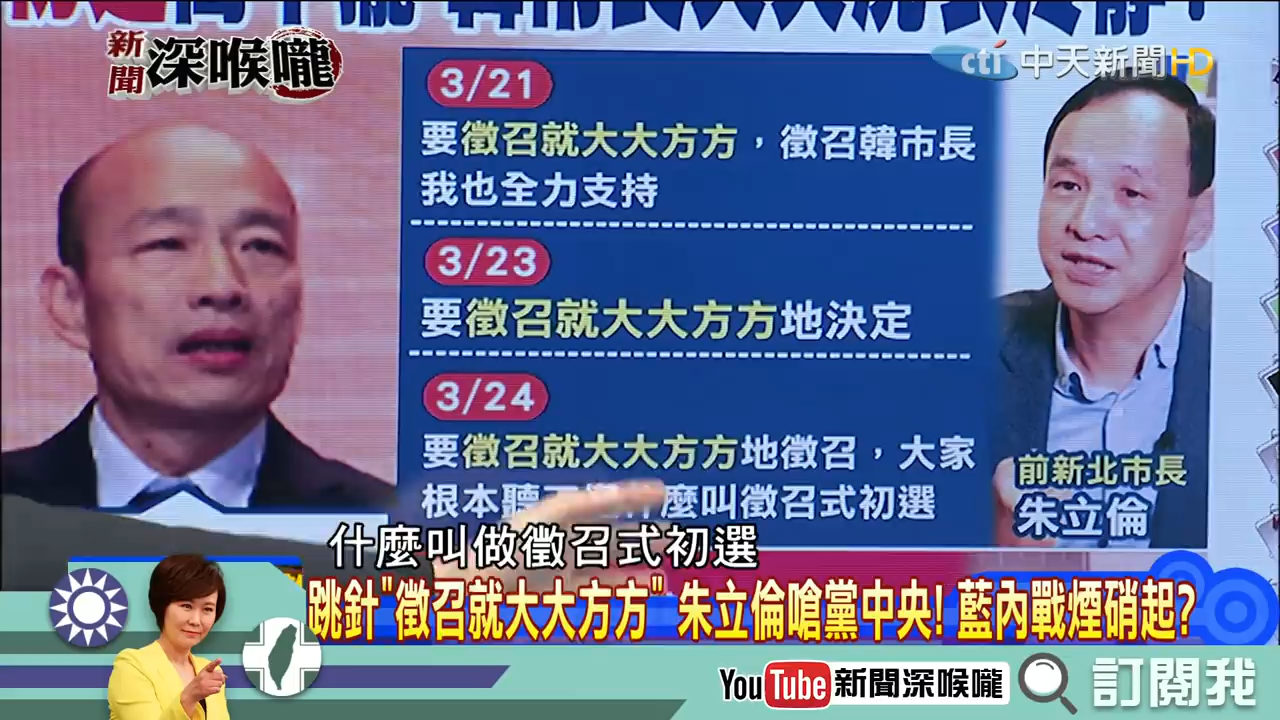 新聞深喉嚨
cti 中天新聞HD
3/21
要徵召就大大方方，徵召韓市長
我也全力支持
3/23
要徵召就大大方方地決定
3/24
要徵召就大大方方地徵召，大家
根本聽 麼叫徵召式初選
前新北市長
朱立倫
什麼叫做徵召式初選
跳針"徵召就大大方方" 朱立倫嗆黨中央! 藍內戰煙硝起?
YouTube 新聞深喉嚨 訂閱我